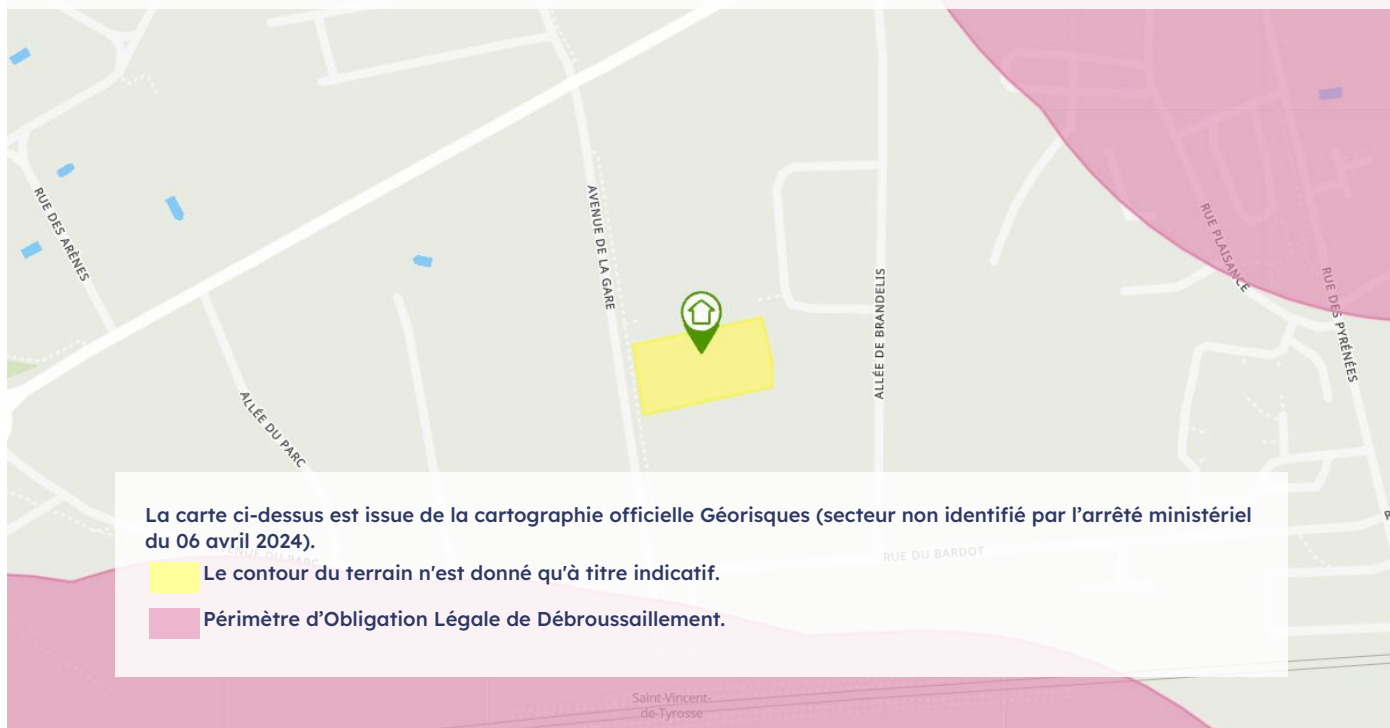 RUE DES ARÈNES
AVENUE DE LA GARE
ALLÉE DE BRANDELIS
RUE PLAISANCE
RUE DES PYRÉNÉES
ALLÉE DU PARC
La carte ci-dessus est issue de la cartographie officielle Géorisques (secteur non identifié par l'arrêté ministériel
du 06 avril 2024).
AVENUE DU PARC
RUE DU BARDOT
Le contour du terrain n'est donné qu'à titre indicatif.
Périmètre d'Obligation Légale de Débroussaillement.
Saint-Vincent-
de-Tyrosse